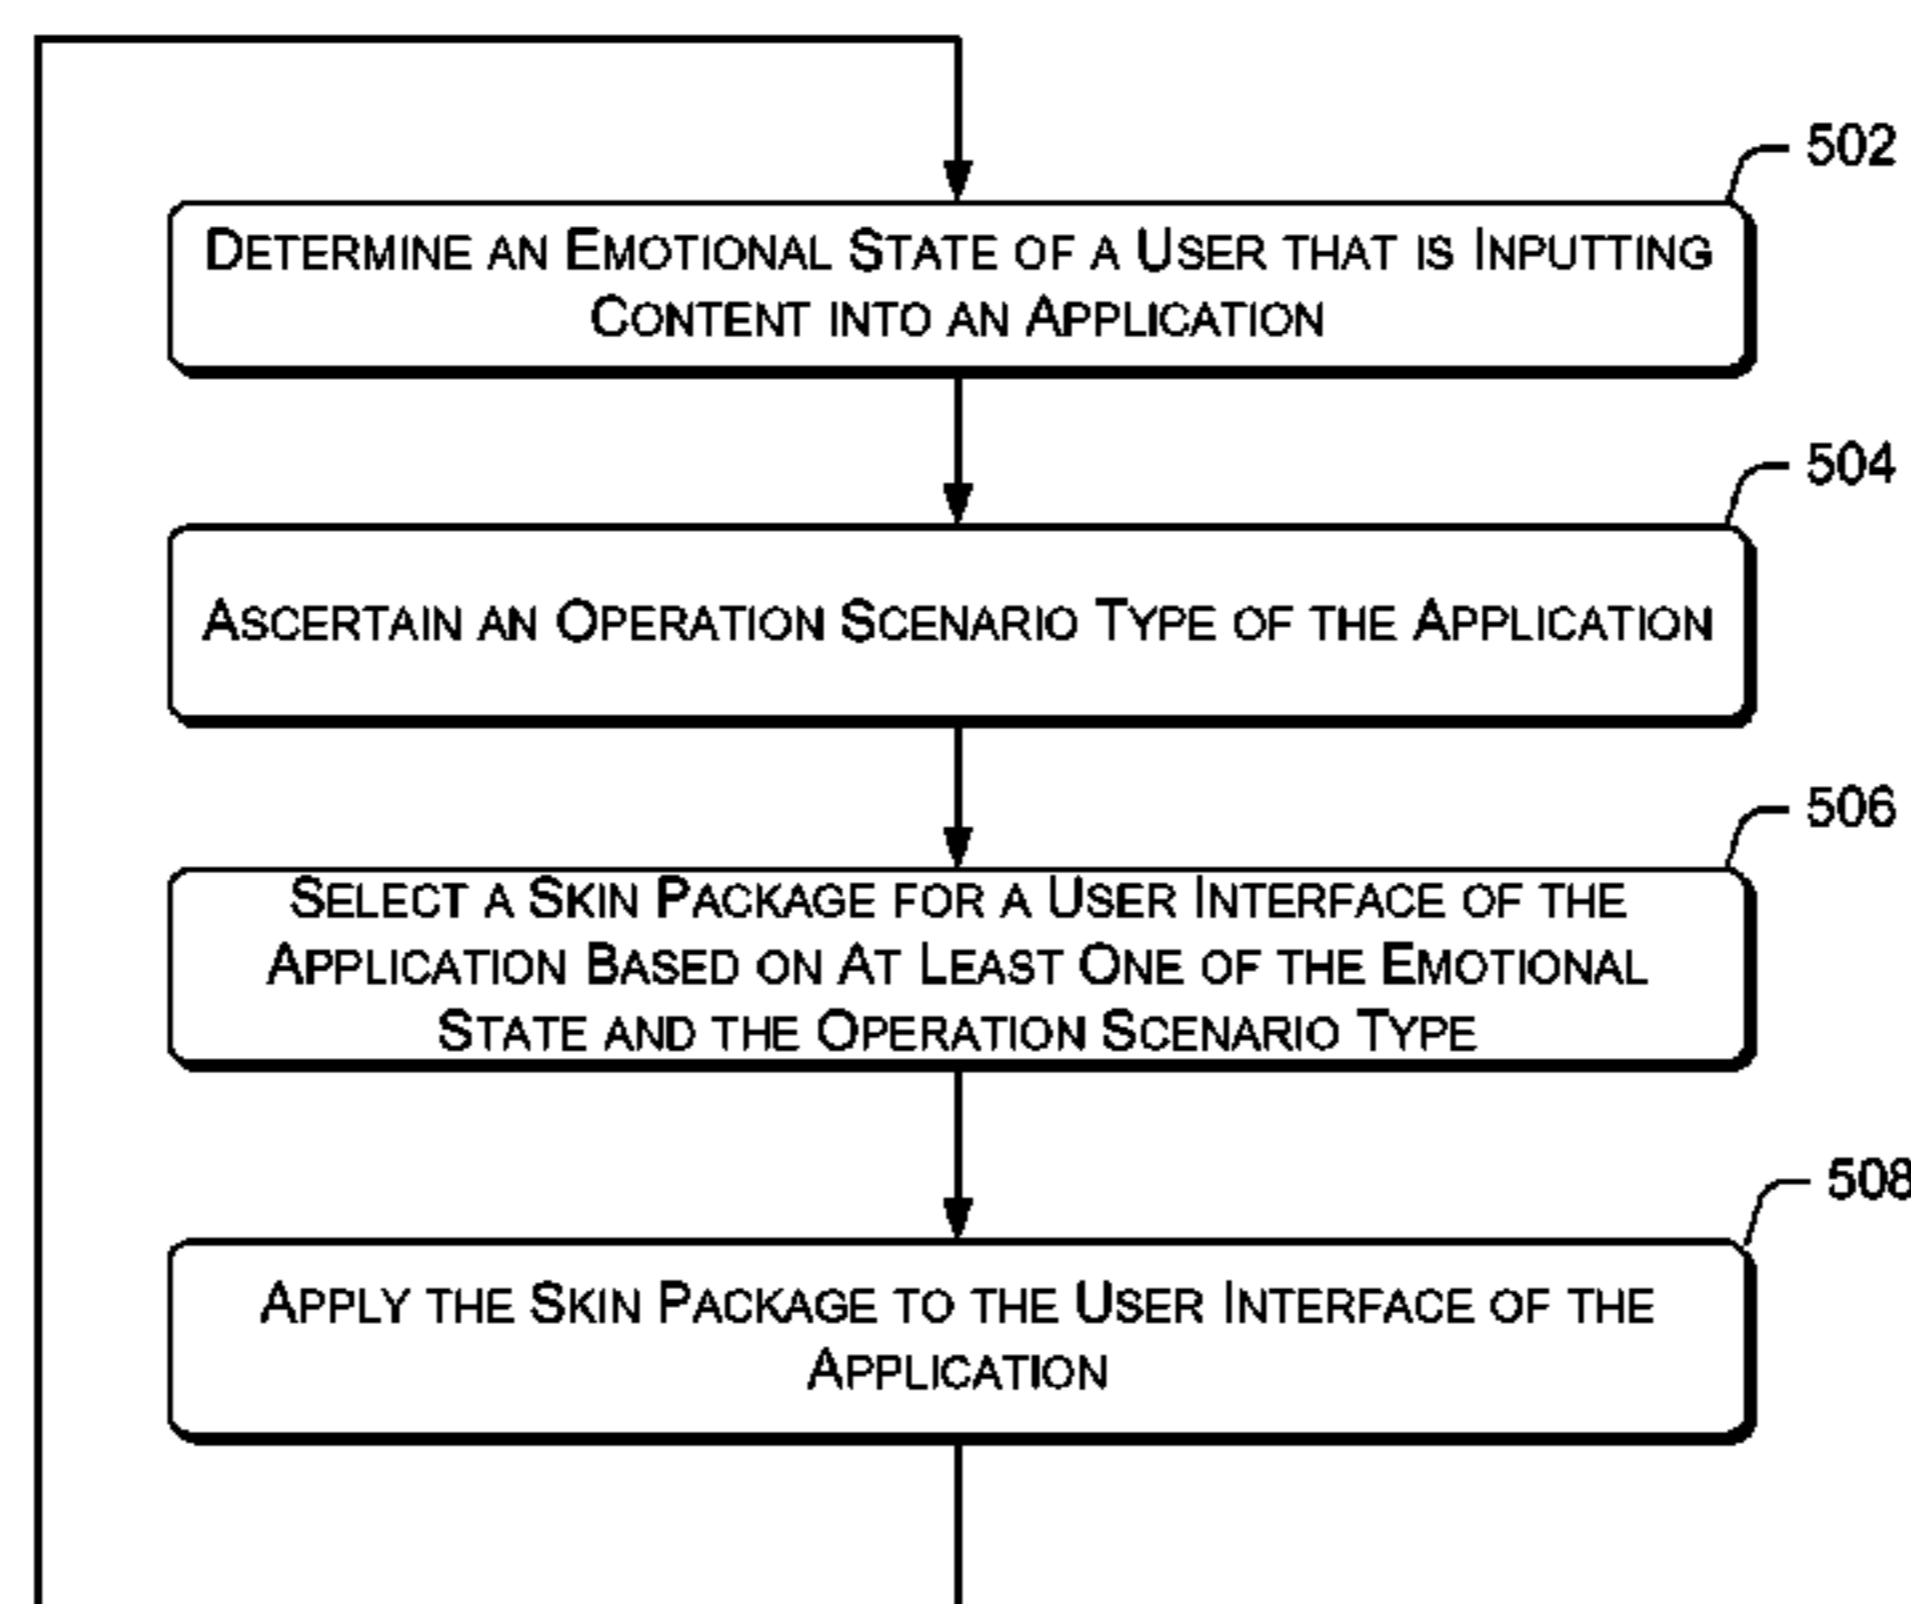 502
DETERMINE AN EMOTIONAL STATE OF A USER THAT IS INPUTTING
CONTENT INTO AN APPLICATION
504
ASCERTAIN AN OPERATION SCENARIO TYPE OF THE APPLICATION
506
SELECT A SKIN PACKAGE FOR A USER INTERFACE OF THE
APPLICATION BASED ON AT LEAST ONE OF THE EMOTIONAL
STATE AND THE OPERATION SCENARIO TYPE
508
APPLY THE SKIN PACKAGE TO THE USER INTERFACE OF THE
APPLICATION